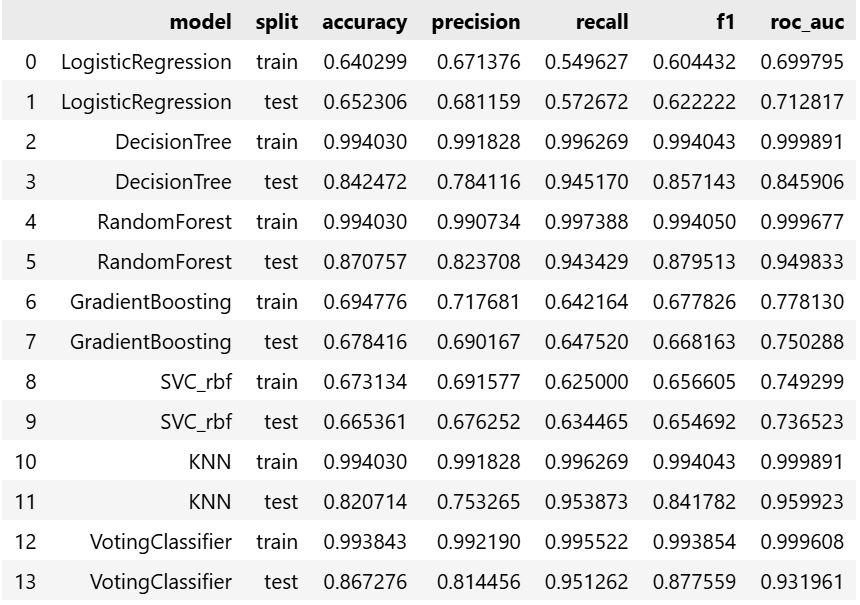 model split accuracy precision recall f1 roc_auc
0 LogisticRegression train 0.640299 0.671376 0.549627 0.604432 0.699795
1 LogisticRegression test 0.652306 0.681159 0.572672 0.622222 0.712817
2 DecisionTree train 0.994030 0.991828 0.996269 0.994043 0.999891
3 DecisionTree test 0.842472 0.784116 0.945170 0.857143 0.845906
4 RandomForest train 0.994030 0.990734 0.997388 0.994050 0.999677
5 RandomForest test 0.870757 0.823708 0.943429 0.879513 0.949833
6 GradientBoosting train 0.694776 0.717681 0.642164 0.677826 0.778130
7 GradientBoosting test 0.678416 0.690167 0.647520 0.668163 0.750288
8 SVC_rbf train 0.673134 0.691577 0.625000 0.656605 0.749299
9 SVC_rbf test 0.665361 0.676252 0.634465 0.654692 0.736523
10 KNN train 0.994030 0.991828 0.996269 0.994043 0.999891
11 KNN test 0.820714 0.753265 0.953873 0.841782 0.959923
12 VotingClassifier train 0.993843 0.992190 0.995522 0.993854 0.999608
13 VotingClassifier test 0.867276 0.814456 0.951262 0.877559 0.931961